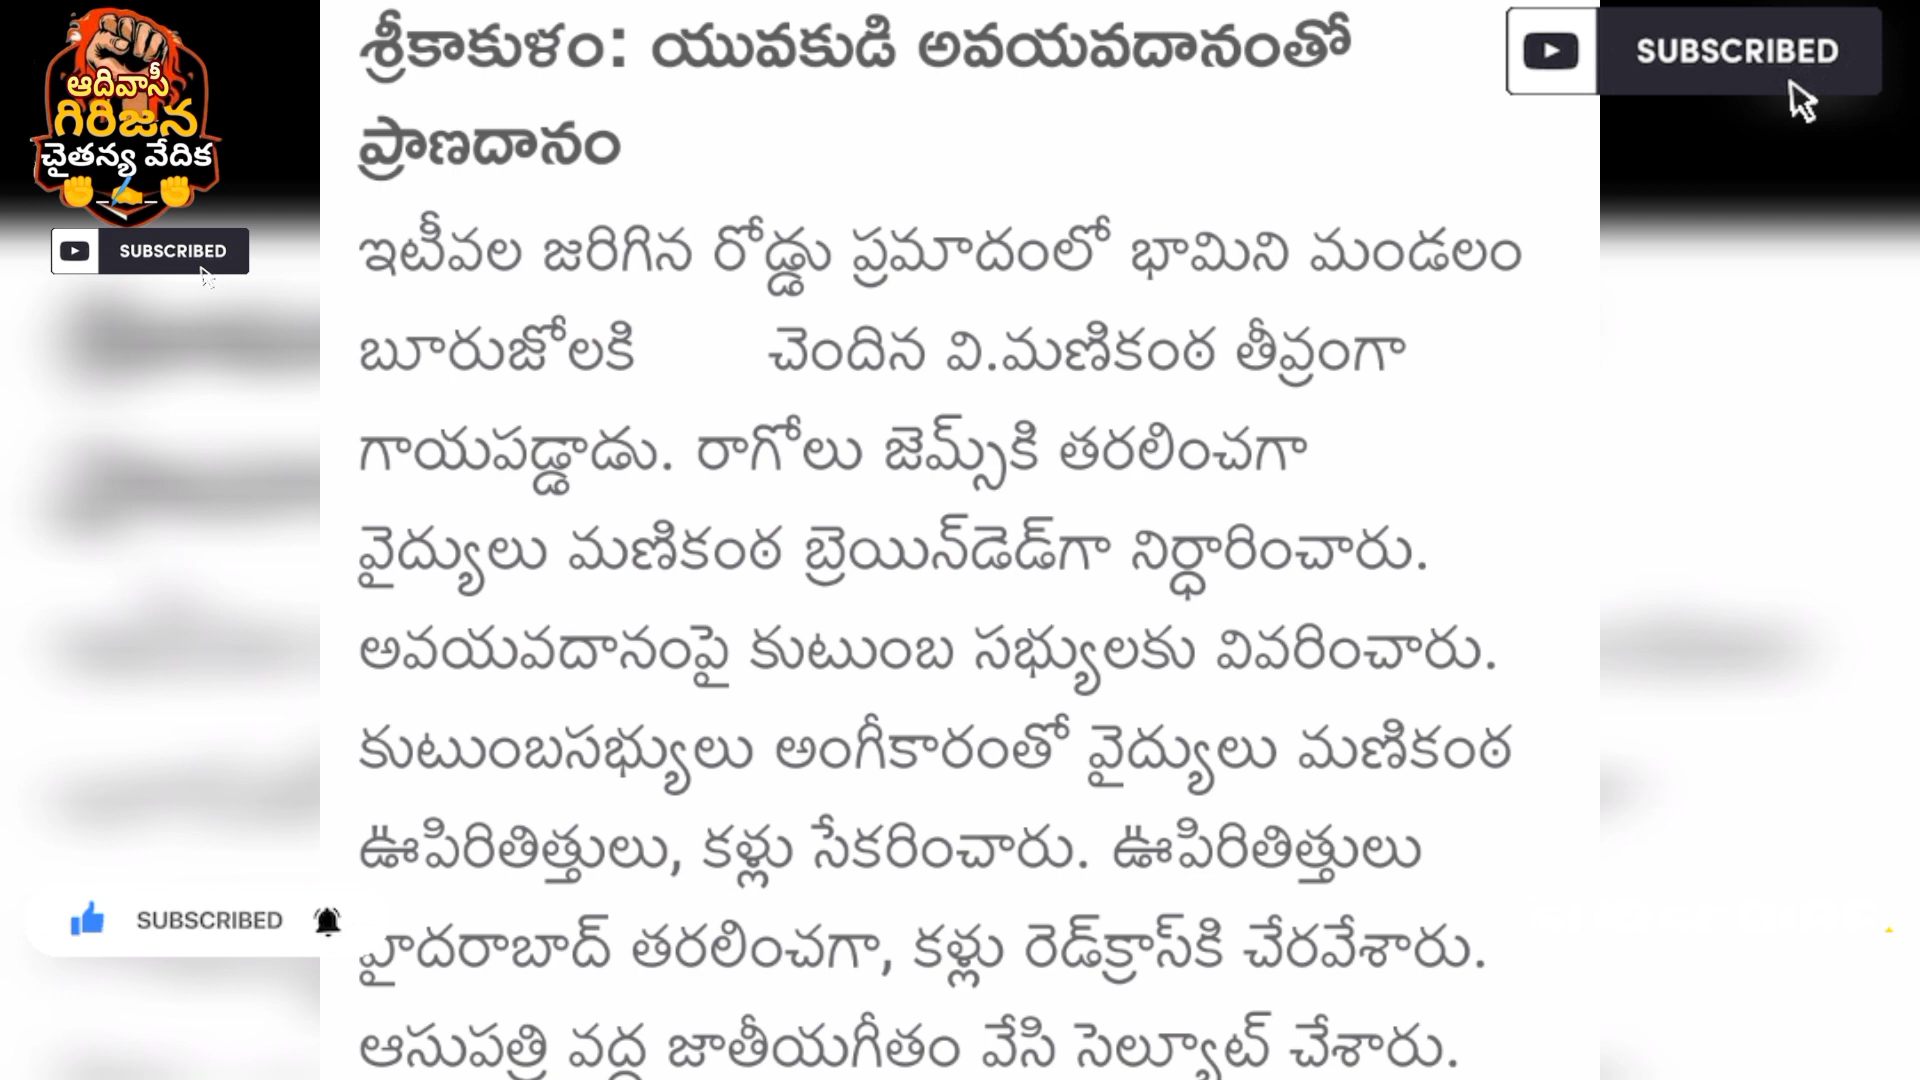 ఆదివాసీ
గిరిజన
చైతన్య వేదిక
SUBSCRIBED
SUBSCRIBED
శ్రీకాకుళం: యువకుడి అవయవదానంతో
ప్రాణదానం
ఇటీవల జరిగిన రోడ్డు ప్రమాదంలో భామిని మండలం
బూరుజోలకి చెందిన వి.మణికంఠ తీవ్రంగా
గాయపడ్డాడు. రాగోలు జెమ్స్‌కి తరలించగా
వైద్యులు మణికంఠ బ్రెయిన్‌డెడ్‌గా నిర్ధారించారు.
అవయవదానంపై కుటుంబ సభ్యులకు వివరించారు.
కుటుంబసభ్యులు అంగీకారంతో వైద్యులు మణికంఠ
ఊపిరితిత్తులు, కళ్లు సేకరించారు. ఊపిరితిత్తులు
హైదరాబాద్ తరలించగా, కళ్లు రెడ్‌క్రాస్‌కి చేరవేశారు.
ఆసుపత్రి వద్ద జాతీయగీతం వేసి సెల్యూట్ చేశారు.
SUBSCRIBED